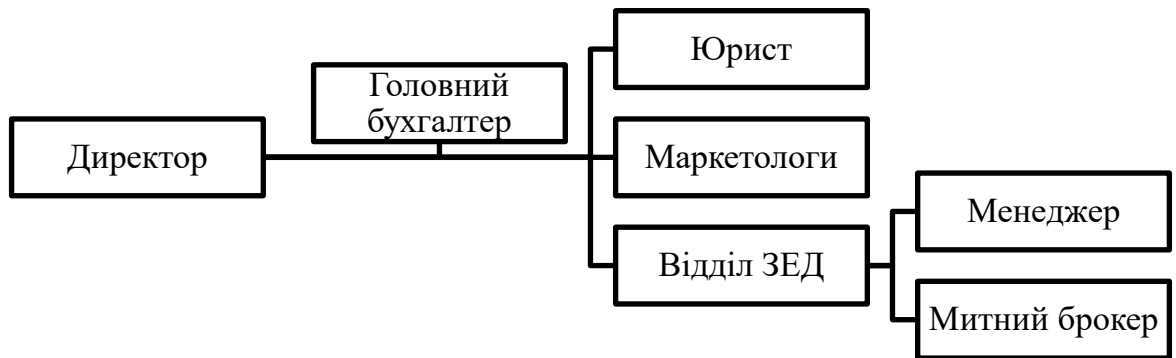 Юрист
Головний
бухгалтер
Директор
Маркетологи
Менеджер
Відділ ЗЕД
Митний брокер